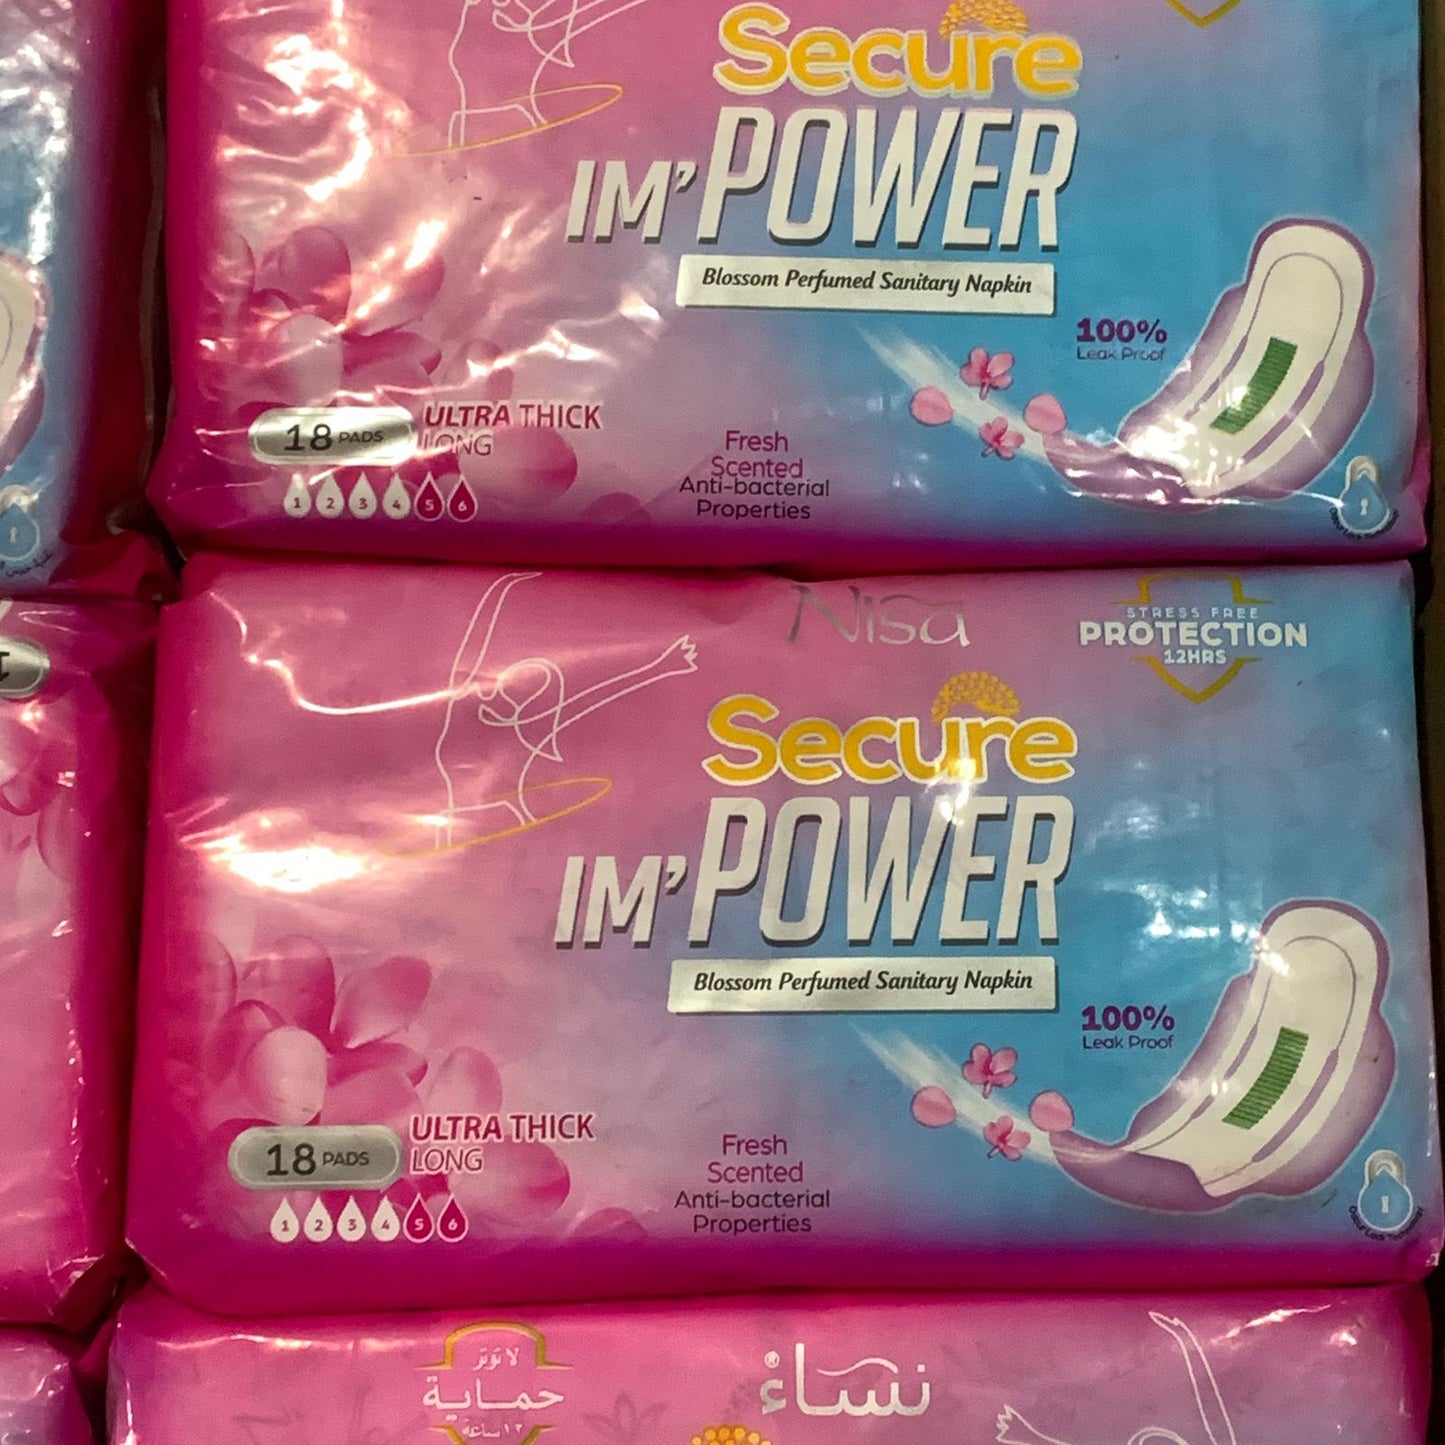 Secure
IM'POWER
Blossom Perfumed Sanitary Napkin
100%
Leak Proof
18 PADS
ULTRA THICK
LONG
1 2 3 4 5 6
Fresh
Scented
Anti-bacterial
Properties
Nisa
STRESS FREE
PROTECTION
12HRS
Secure
IM'POWER
Blossom Perfumed Sanitary Napkin
100%
Leak Proof
18 PADS
ULTRA THICK
LONG
1 2 3 4 5 6
Fresh
Scented
Anti-bacterial
Properties
Odour Lock Technology
لا توتر
حماية
١٢ ساعة
نساء